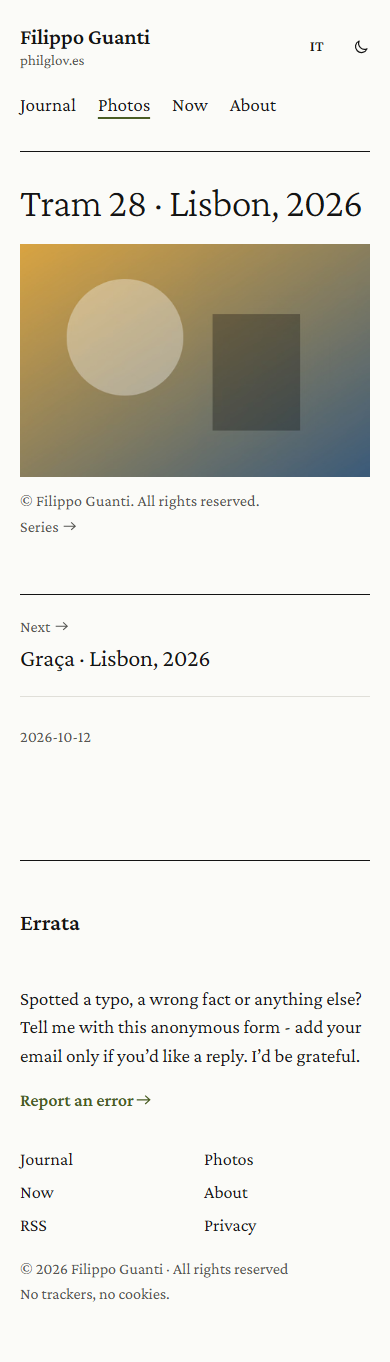 Filippo Guanti
philglov.es
IT
Journal Photos Now About
Tram 28 · Lisbon, 2026
© Filippo Guanti. All rights reserved.
Series →
Next →
Graça · Lisbon, 2026
2026-10-12
Errata
Spotted a typo, a wrong fact or anything else?
Tell me with this anonymous form - add your
email only if you’d like a reply. I’d be grateful.
Report an error →
Journal Photos
Now About
RSS Privacy
© 2026 Filippo Guanti · All rights reserved
No trackers, no cookies.